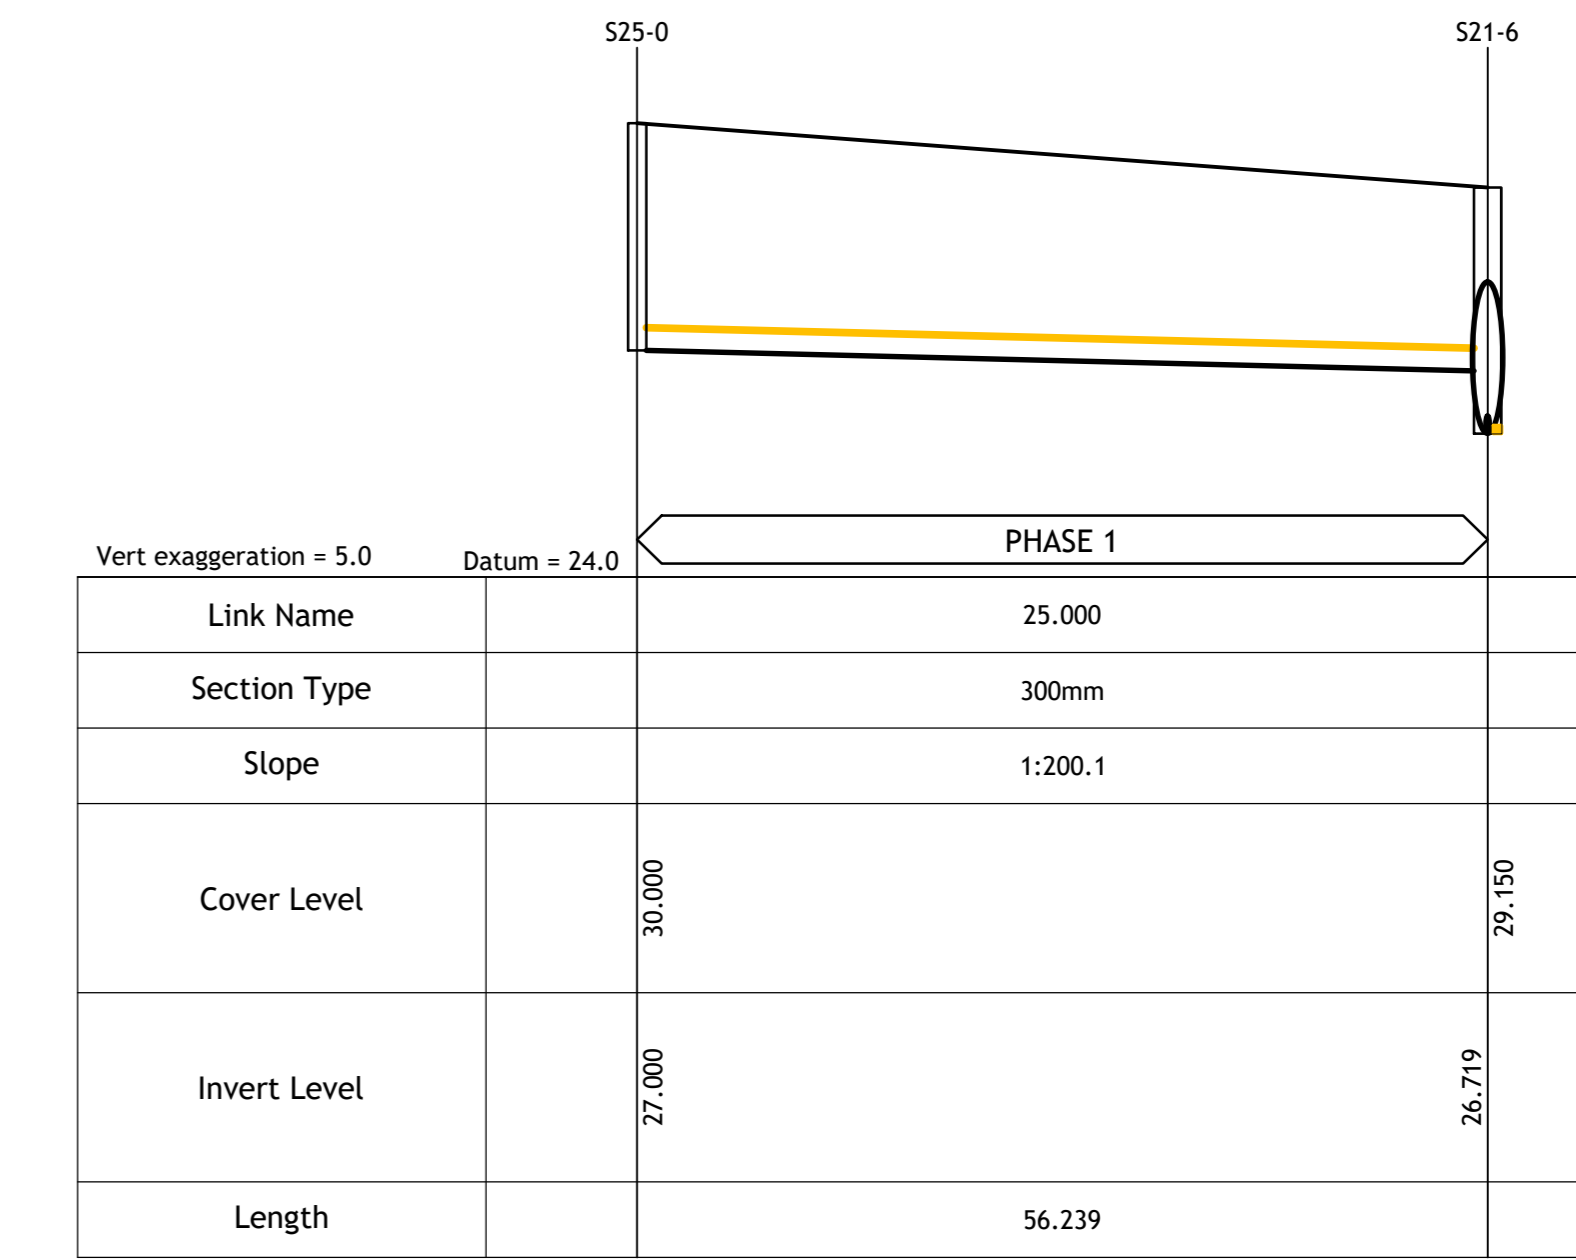 S25-0 S21-6
PHASE 1
Vert exaggeration = 5.0 Datum = 24.0
Link Name 25.000
Section Type 300mm
Slope 1:200.1
Cover Level 30.000 29.150
Invert Level 27.000 26.719
Length 56.239